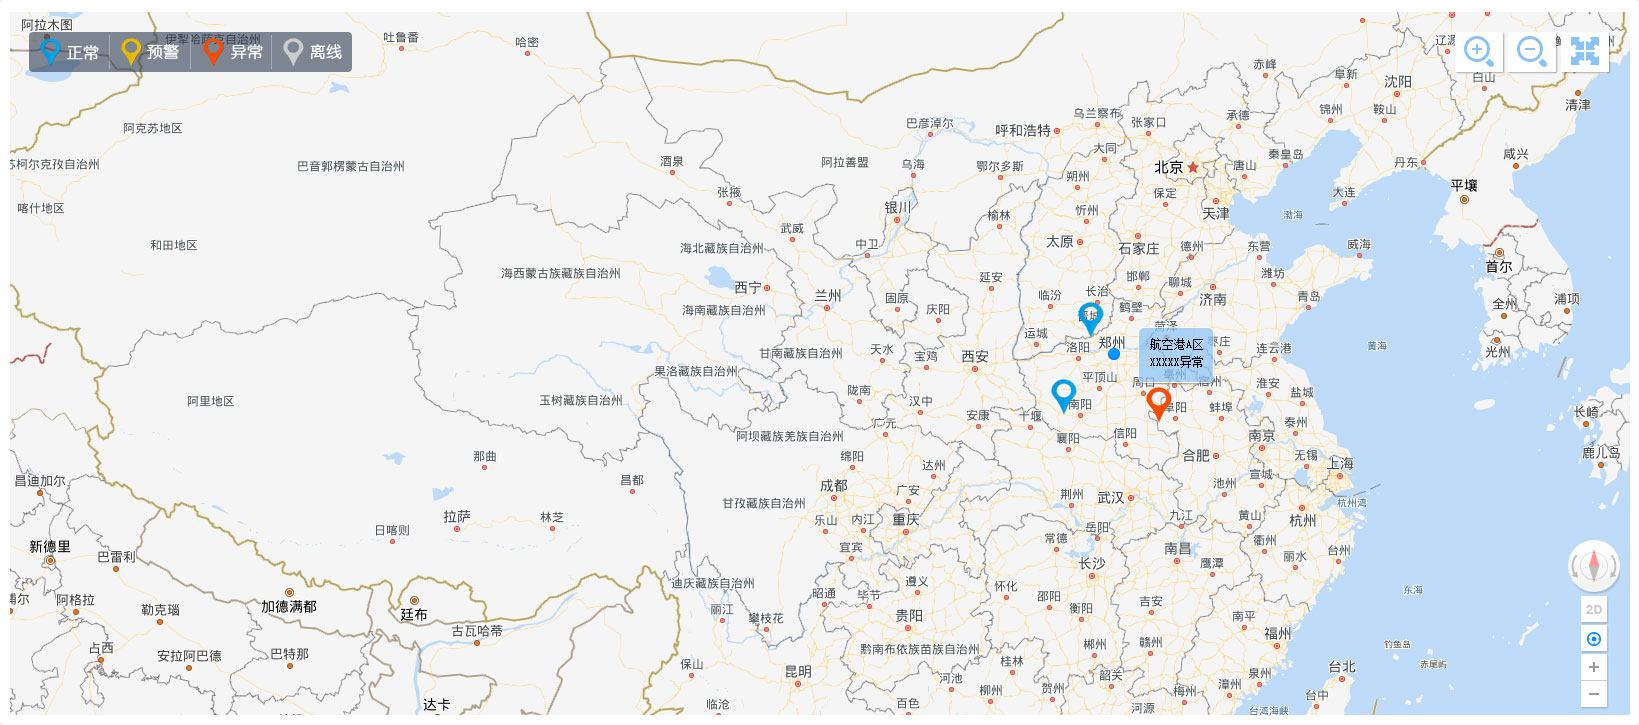 正常
预警
异常
离线
阿拉木图
吐鲁番
哈密
阿克苏地区
巴音郭楞蒙古自治州
喀什地区
和田地区
阿里地区
酒泉
张掖
武威
阿拉善盟
巴彦淖尔
乌海
鄂尔多斯
呼和浩特
乌兰察布
张家口
承德
赤峰
阜新
沈阳
白山
锦州
鞍山
清津
大同
北京
唐山
秦皇岛
丹东
咸兴
朔州
保定
大连
平壤
银川
榆林
忻州
天津
渤海
中卫
太原
石家庄
德州
东营
威海
首尔
海北藏族自治州
海西蒙古族藏族自治州
西宁
兰州
海南藏族自治州
固原
庆阳
延安
临汾
长治
邯郸
聊城
济南
潍坊
青岛
全州
浦项
鹤壁
菏泽
运城
洛阳
郑州
航空港A区
XXXXX异常
枣庄
连云港
黄海
光州
甘南藏族自治州
天水
宝鸡
西安
果洛藏族自治州
平顶山
周口
亳州
宿州
淮安
盐城
玉树藏族自治州
陇南
汉中
安康
十堰
南阳
阜阳
蚌埠
泰州
长崎
阿坝藏族羌族自治州
广元
襄阳
信阳
南京
合肥
无锡
上海
鹿儿岛
那曲
昌都
绵阳
达州
成都
广安
荆州
武汉
池州
宣城
杭州湾
甘孜藏族自治州
昌迪加尔
日喀则
拉萨
林芝
乐山
内江
重庆
岳阳
九江
黄山
杭州
新德里
巴雷利
宜宾
常德
长沙
南昌
衢州
鹰潭
丽水
台州
迪庆藏族自治州
昭通
毕节
遵义
怀化
邵阳
衡阳
吉安
东海
阿格拉
勒克瑙
加德满都
廷布
古瓦哈蒂
丽江
攀枝花
贵阳
南平
福州
占西
安拉阿巴德
巴特那
黔南布依族苗族自治州
郴州
赣州
钓鱼岛
赤尾屿
保山
昆明
桂林
韶关
泉州
台北
达卡
临沧
河池
柳州
贺州
百色
河源
梅州
漳州
台中
台湾海峡
2D